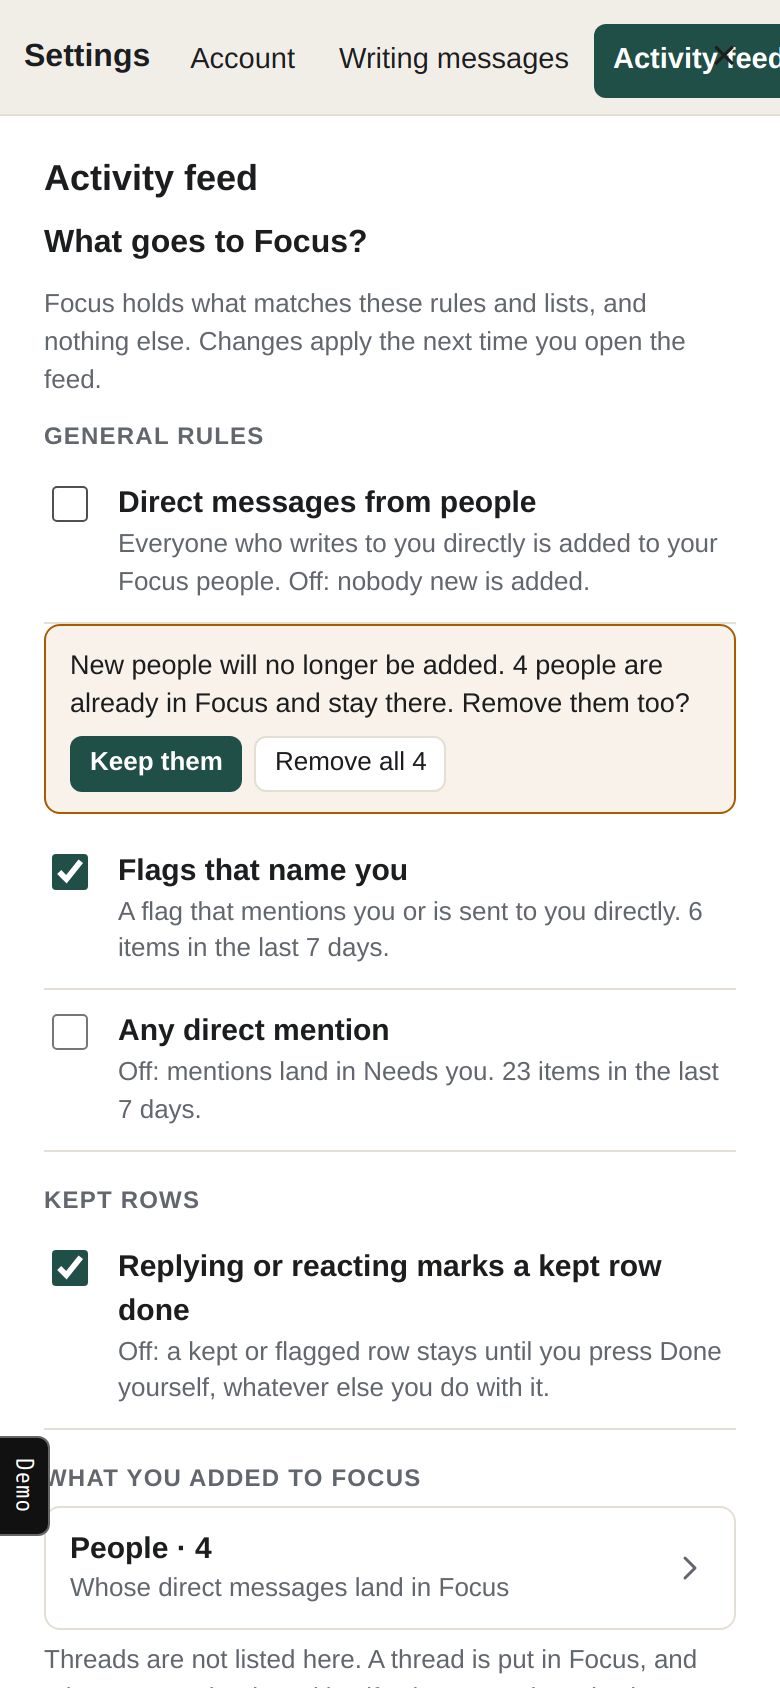 Settings
Account
Writing messages
Activity feed
Activity feed
What goes to Focus?
Focus holds what matches these rules and lists, and
nothing else. Changes apply the next time you open the
feed.
GENERAL RULES
Direct messages from people
Everyone who writes to you directly is added to your
Focus people. Off: nobody new is added.
New people will no longer be added. 4 people are
already in Focus and stay there. Remove them too?
Keep them
Remove all 4
Flags that name you
A flag that mentions you or is sent to you directly. 6
items in the last 7 days.
Any direct mention
Off: mentions land in Needs you. 23 items in the last
7 days.
KEPT ROWS
Replying or reacting marks a kept row
done
Off: a kept or flagged row stays until you press Done
yourself, whatever else you do with it.
Demo
WHAT YOU ADDED TO FOCUS
People · 4
Whose direct messages land in Focus
Threads are not listed here. A thread is put in Focus, and